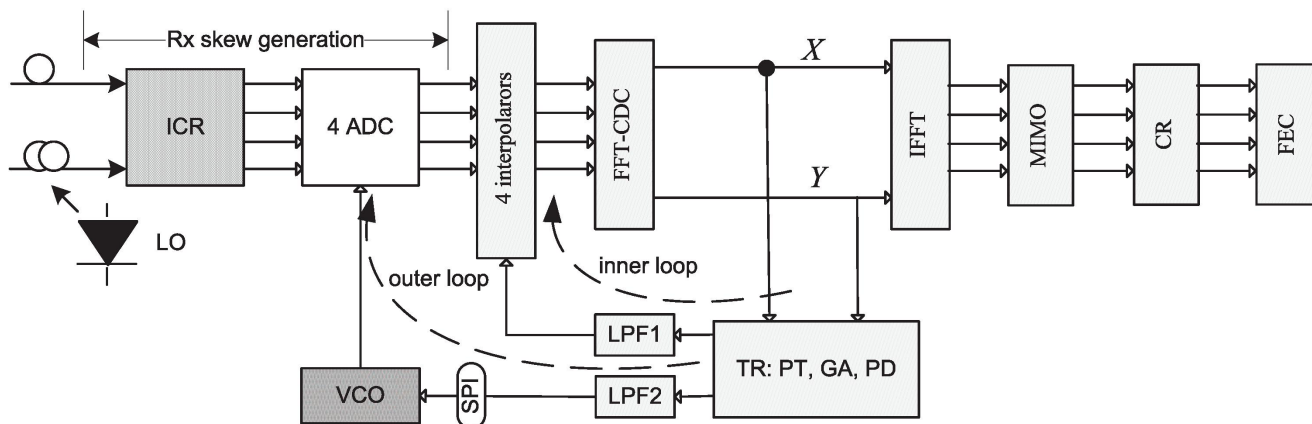 Rx skew generation
ICR
4 ADC
4 interpolarors
FFT-CDC
X
Y
IFFT
MIMO
CR
FEC
LO
outer loop
inner loop
LPF1
TR: PT, GA, PD
VCO
SPI
LPF2